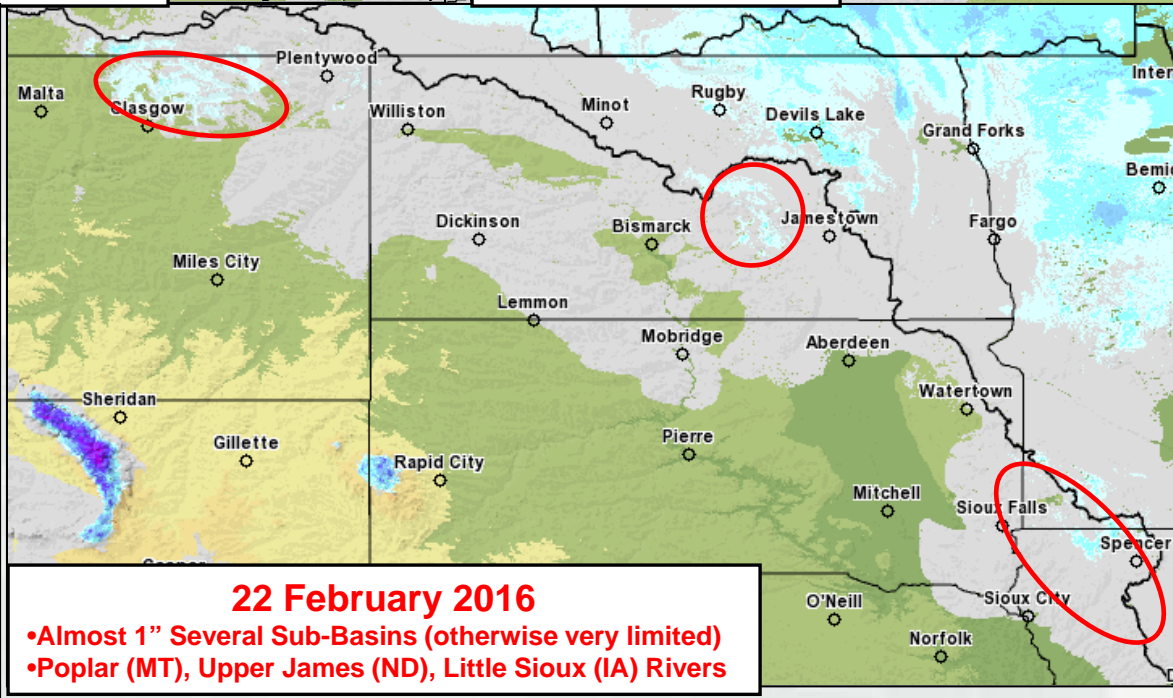 Plentywood
Malta
Glasgow
Williston
Minot
Rugby
Devils Lake
Grand Forks
Dickinson
Bismarck
Jamestown
Fargo
Miles City
Lemmon
Mobridge
Aberdeen
Sheridan
Watertown
Gillette
Pierre
Rapid City
Mitchell
Sioux Falls
Spencer
O'Neill
Sioux City
Norfolk
22 February 2016
•Almost 1” Several Sub-Basins (otherwise very limited)
•Poplar (MT), Upper James (ND), Little Sioux (IA) Rivers